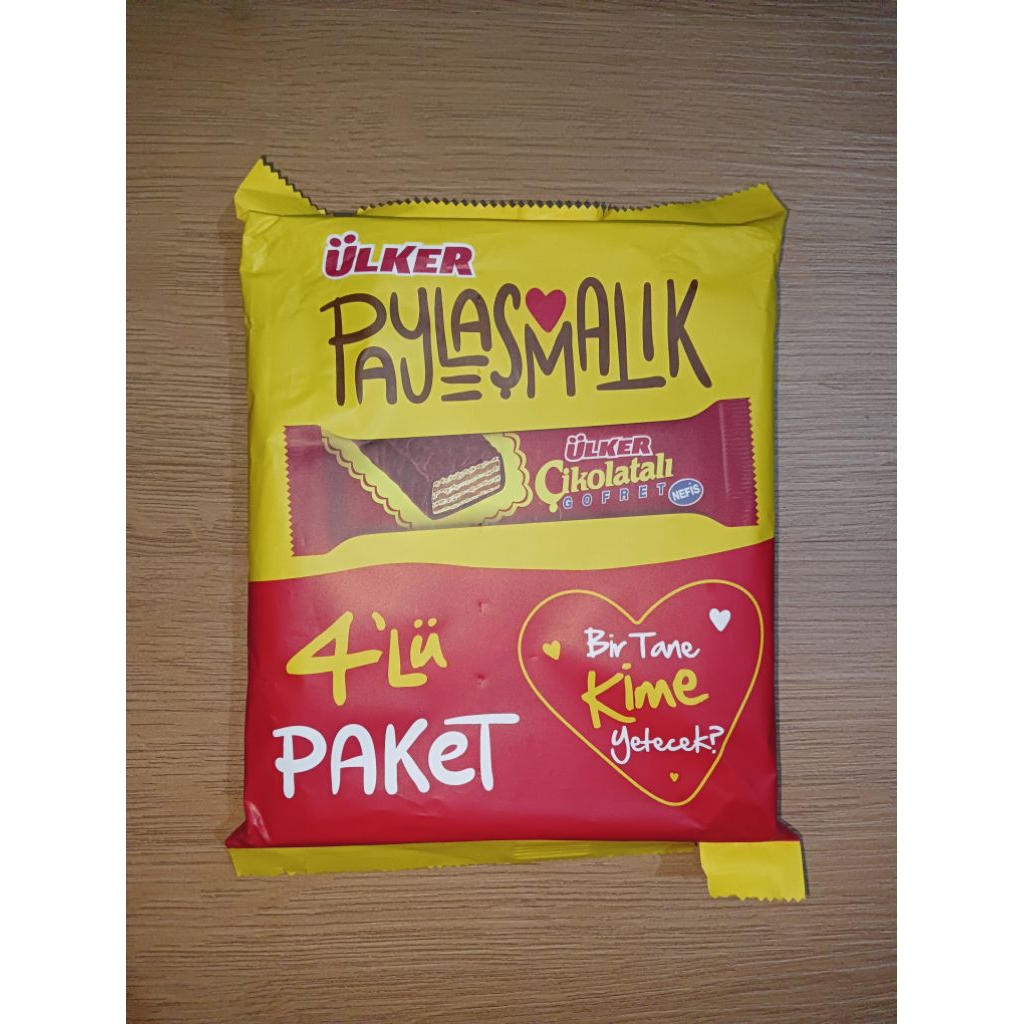 ÜLKER
PAYLAŞMALIK
ÜLKER
Çikolatalı
GOFRET
NEFİS
4'LÜ
PAKET
Bir Tane
Kime
Yetecek?